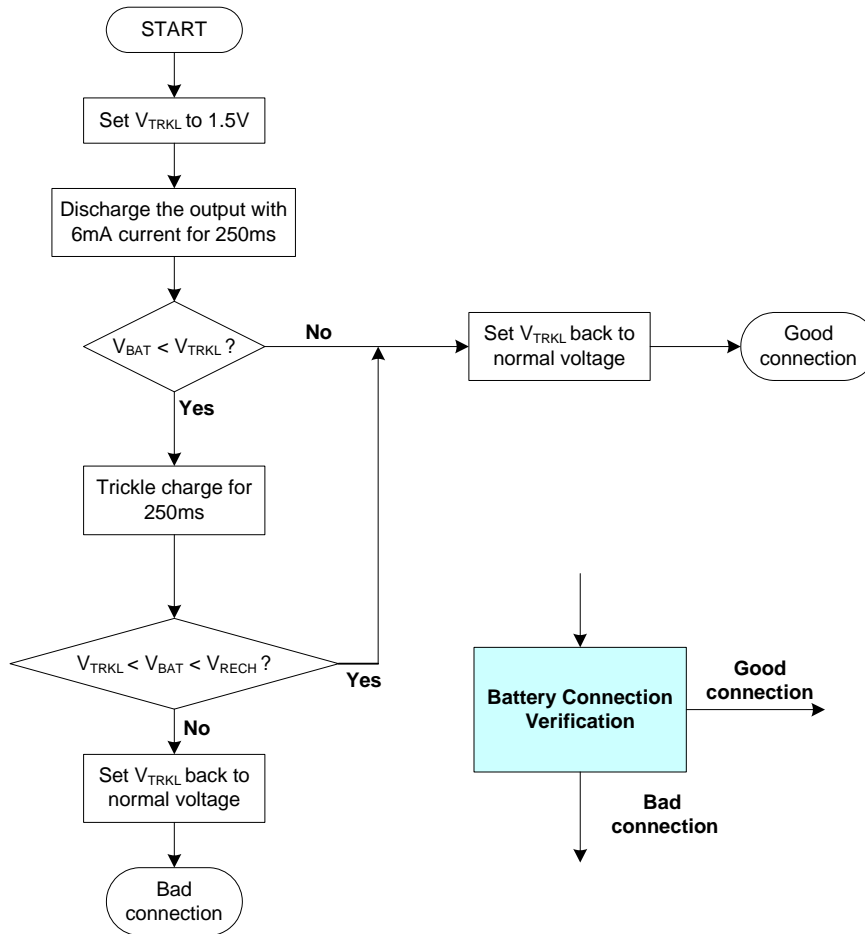 START
Set VTRKL to 1.5V
Discharge the output with
6mA current for 250ms
VBAT < VTRKL ?
No
Set VTRKL back to
normal voltage
Good
connection
Yes
Trickle charge for
250ms
VTRKL < VBAT < VRECH ?
Yes
No
Set VTRKL back to
normal voltage
Bad
connection
Battery Connection
Verification
Good
connection
Bad
connection